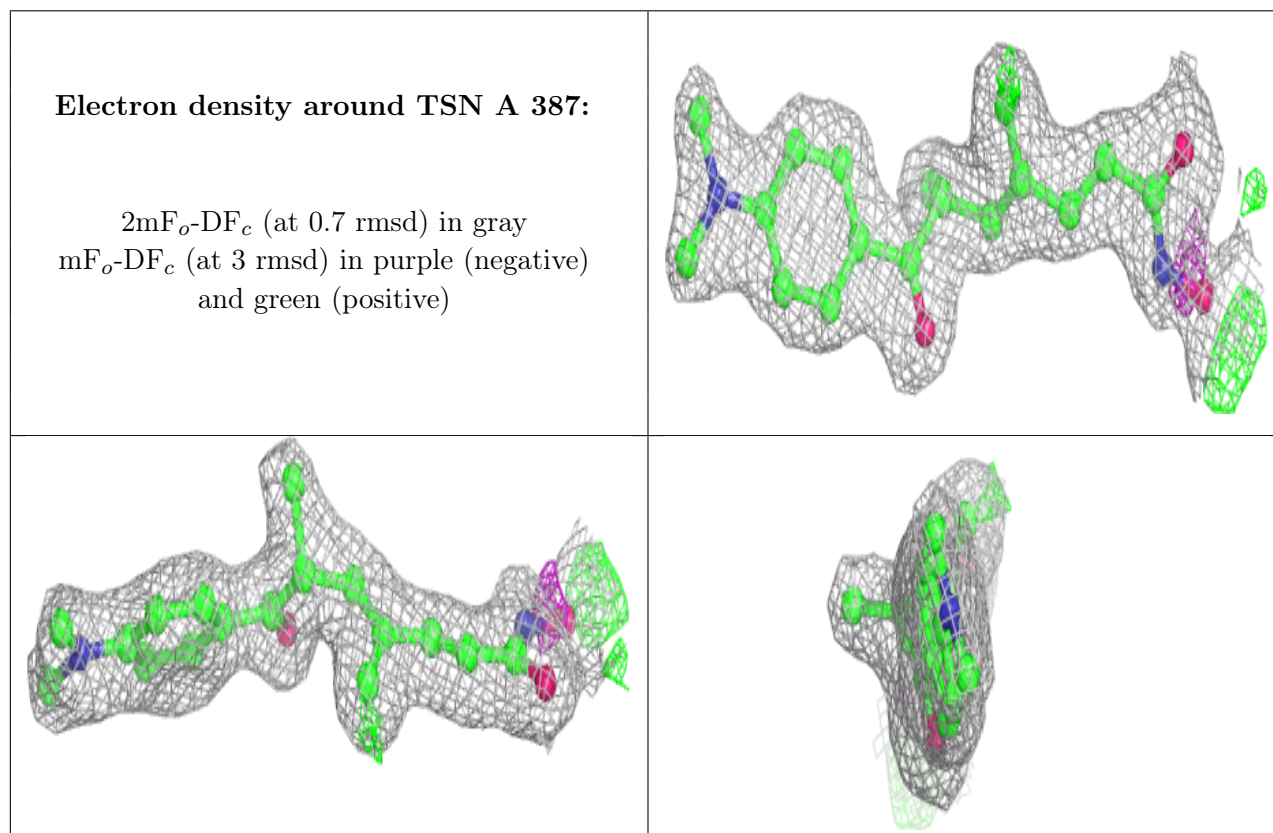 Electron density around TSN A 387:
2mFo-DFc (at 0.7 rmsd) in gray
mFo-DFc (at 3 rmsd) in purple (negative)
and green (positive)